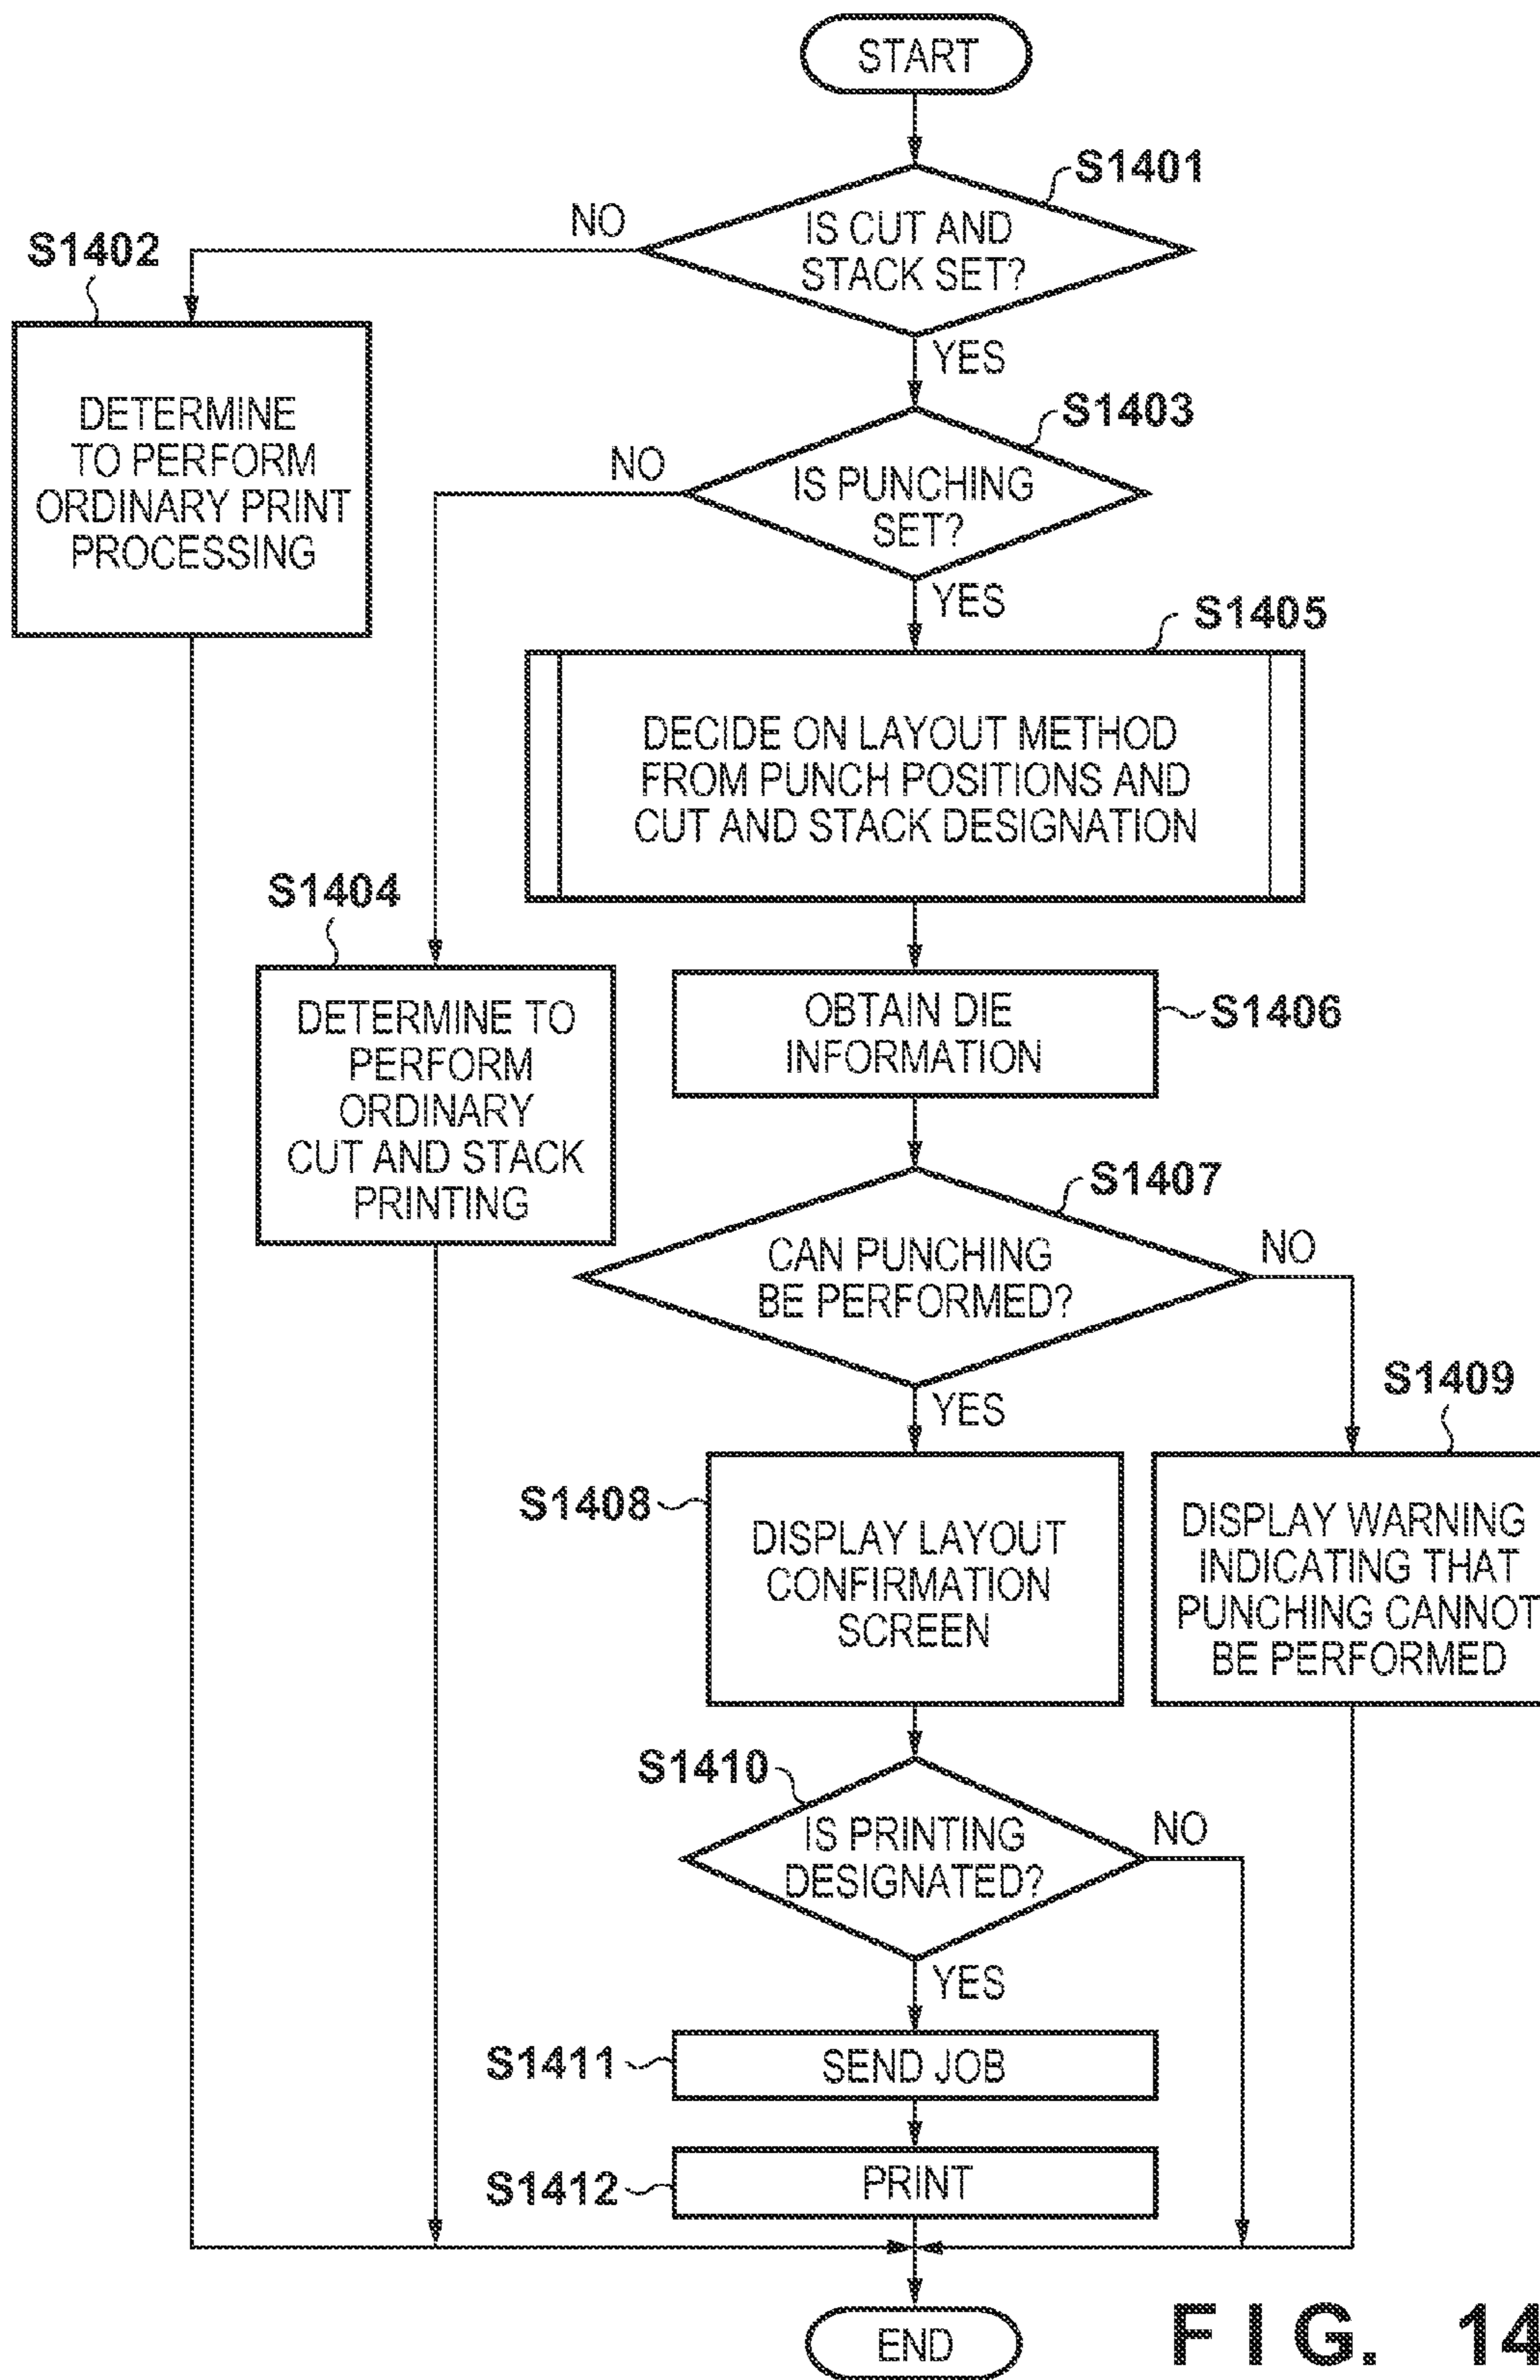 START
S1401
IS CUT AND
STACK SET?
NO
YES
S1402
DETERMINE
TO PERFORM
ORDINARY PRINT
PROCESSING
S1403
IS PUNCHING
SET?
NO
YES
S1405
DECIDE ON LAYOUT METHOD
FROM PUNCH POSITIONS AND
CUT AND STACK DESIGNATION
S1404
DETERMINE TO
PERFORM
ORDINARY
CUT AND STACK
PRINTING
OBTAIN DIE
INFORMATION
S1406
S1407
CAN PUNCHING
BE PERFORMED?
NO
YES
S1408
DISPLAY LAYOUT
CONFIRMATION
SCREEN
S1409
DISPLAY WARNING
INDICATING THAT
PUNCHING CANNOT
BE PERFORMED
S1410
IS PRINTING
DESIGNATED?
NO
YES
S1411
SEND JOB
S1412
PRINT
END
FIG. 14